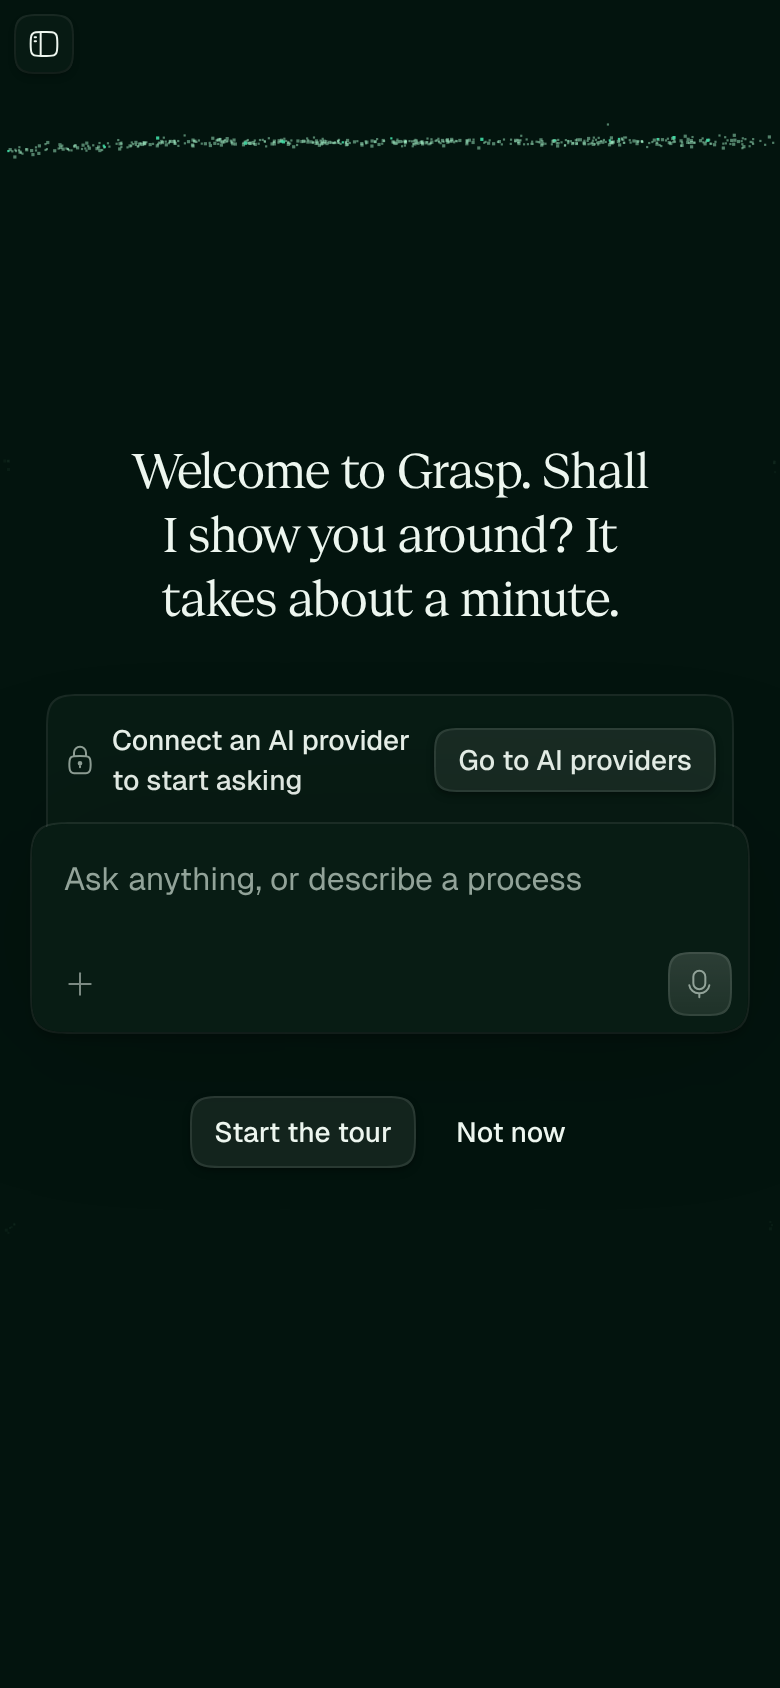 Welcome to Grasp. Shall
I show you around? It
takes about a minute.
Connect an AI provider
to start asking
Go to AI providers
Ask anything, or describe a process
Start the tour
Not now